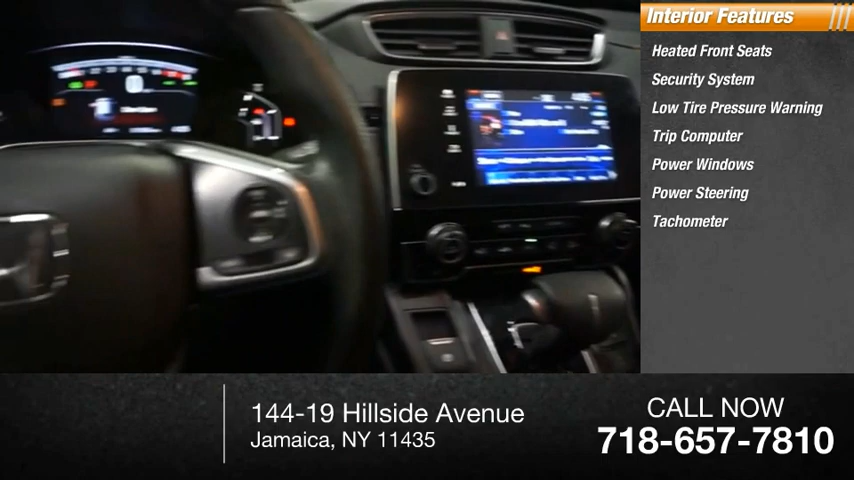 Interior Features
Heated Front Seats
Security System
Low Tire Pressure Warning
Trip Computer
Power Windows
Power Steering
Tachometer
144-19 Hillside Avenue
Jamaica, NY 11435
CALL NOW
718-657-7810